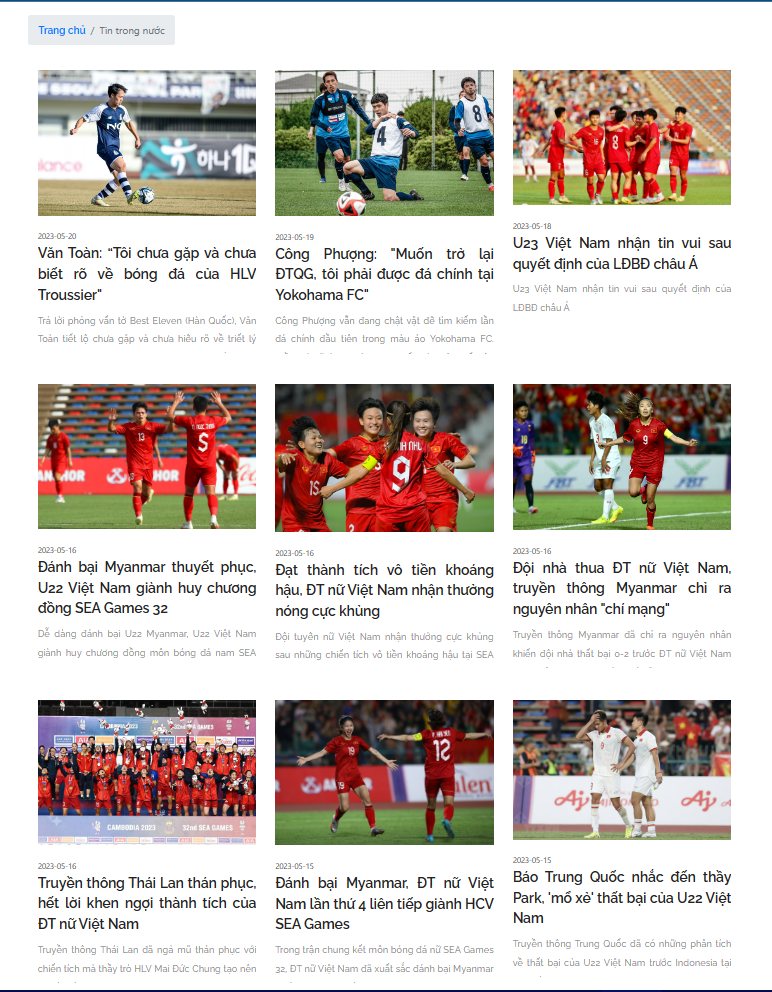 Trang chủ / Tin trong nước
2023-05-20
Văn Toàn: “Tôi chưa gặp và chưa
biết rõ về bóng đá của HLV
Troussier"
Trả lời phỏng vấn tờ Best Eleven (Hàn Quốc), Văn
Toàn tiết lộ chưa gặp và chưa hiểu rõ về triết lý
2023-05-19
Công Phượng: "Muốn trở lại
ĐTQG, tôi phải được đá chính tại
Yokohama FC"
Công Phượng vẫn đang chật vật để tìm kiếm lần
đá chính đầu tiên trong màu áo Yokohama FC.
2023-05-18
U23 Việt Nam nhận tin vui sau
quyết định của LĐBĐ châu Á
U23 Việt Nam nhận tin vui sau quyết định của
LĐBĐ châu Á
4
8
13
5
2023-05-16
Đánh bại Myanmar thuyết phục,
U22 Việt Nam giành huy chương
đồng SEA Games 32
Dễ dàng đánh bại U22 Myanmar, U22 Việt Nam
giành huy chương đồng môn bóng đá nam SEA
15
9
2023-05-16
Đạt thành tích vô tiền khoáng
hậu, ĐT nữ Việt Nam nhận thưởng
nóng cực khủng
Đội tuyển nữ Việt Nam nhận thưởng cực khủng
sau những chiến tích vô tiền khoáng hậu tại SEA
FBT
9
FBT
2023-05-16
Đội nhà thua ĐT nữ Việt Nam,
truyền thông Myanmar chỉ ra
nguyên nhân "chí mạng"
Truyền thông Myanmar đã chỉ ra nguyên nhân
khiến đội nhà thất bại 0-2 trước ĐT nữ Việt Nam
CAMBODIA 2023 32nd SEA GAMES
2023-05-16
Truyền thông Thái Lan thán phục,
hết lời khen ngợi thành tích của
ĐT nữ Việt Nam
Truyền thông Thái Lan đã ngả mũ thán phục với
chiến tích mà thầy trò HLV Mai Đức Chung tạo nên
19
12
2023-05-15
Đánh bại Myanmar, ĐT nữ Việt
Nam lần thứ 4 liên tiếp giành HCV
SEA Games
Trong trận chung kết môn bóng đá nữ SEA Games
32, ĐT nữ Việt Nam đã xuất sắc đánh bại Myanmar
2023-05-15
Báo Trung Quốc nhắc đến thầy
Park, 'mổ xẻ' thất bại của U22 Việt
Nam
Truyền thông Trung Quốc đã có những phân tích
về thất bại của U22 Việt Nam trước Indonesia tại